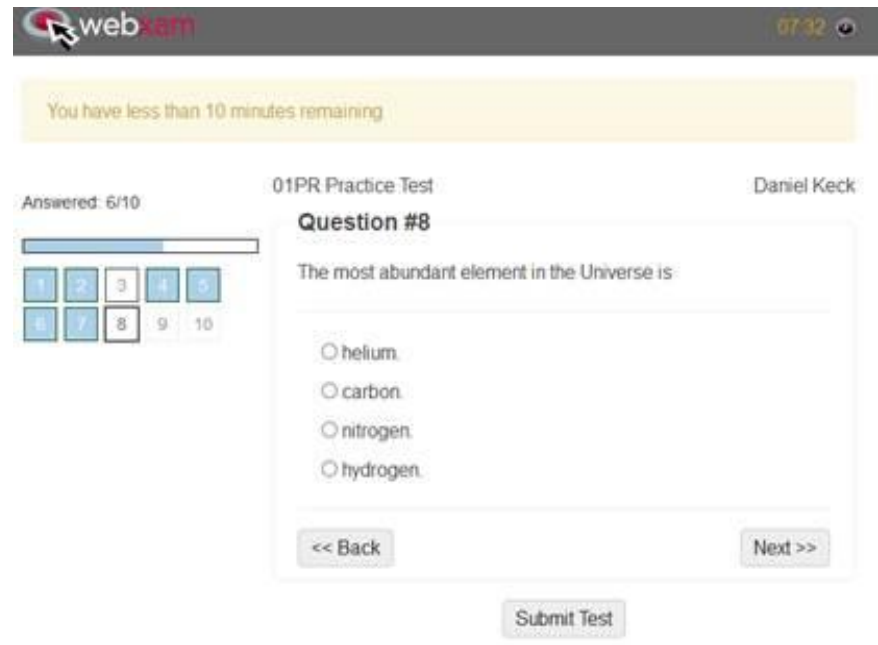 webxam
07:32
You have less than 10 minutes remaining
01PR Practice Test
Daniel Keck
Answered: 6/10
Question #8
1 2 3 4 5
6 7 8 9 10
The most abundant element in the Universe is
helium.
carbon.
nitrogen.
hydrogen.
<< Back
Next >>
Submit Test